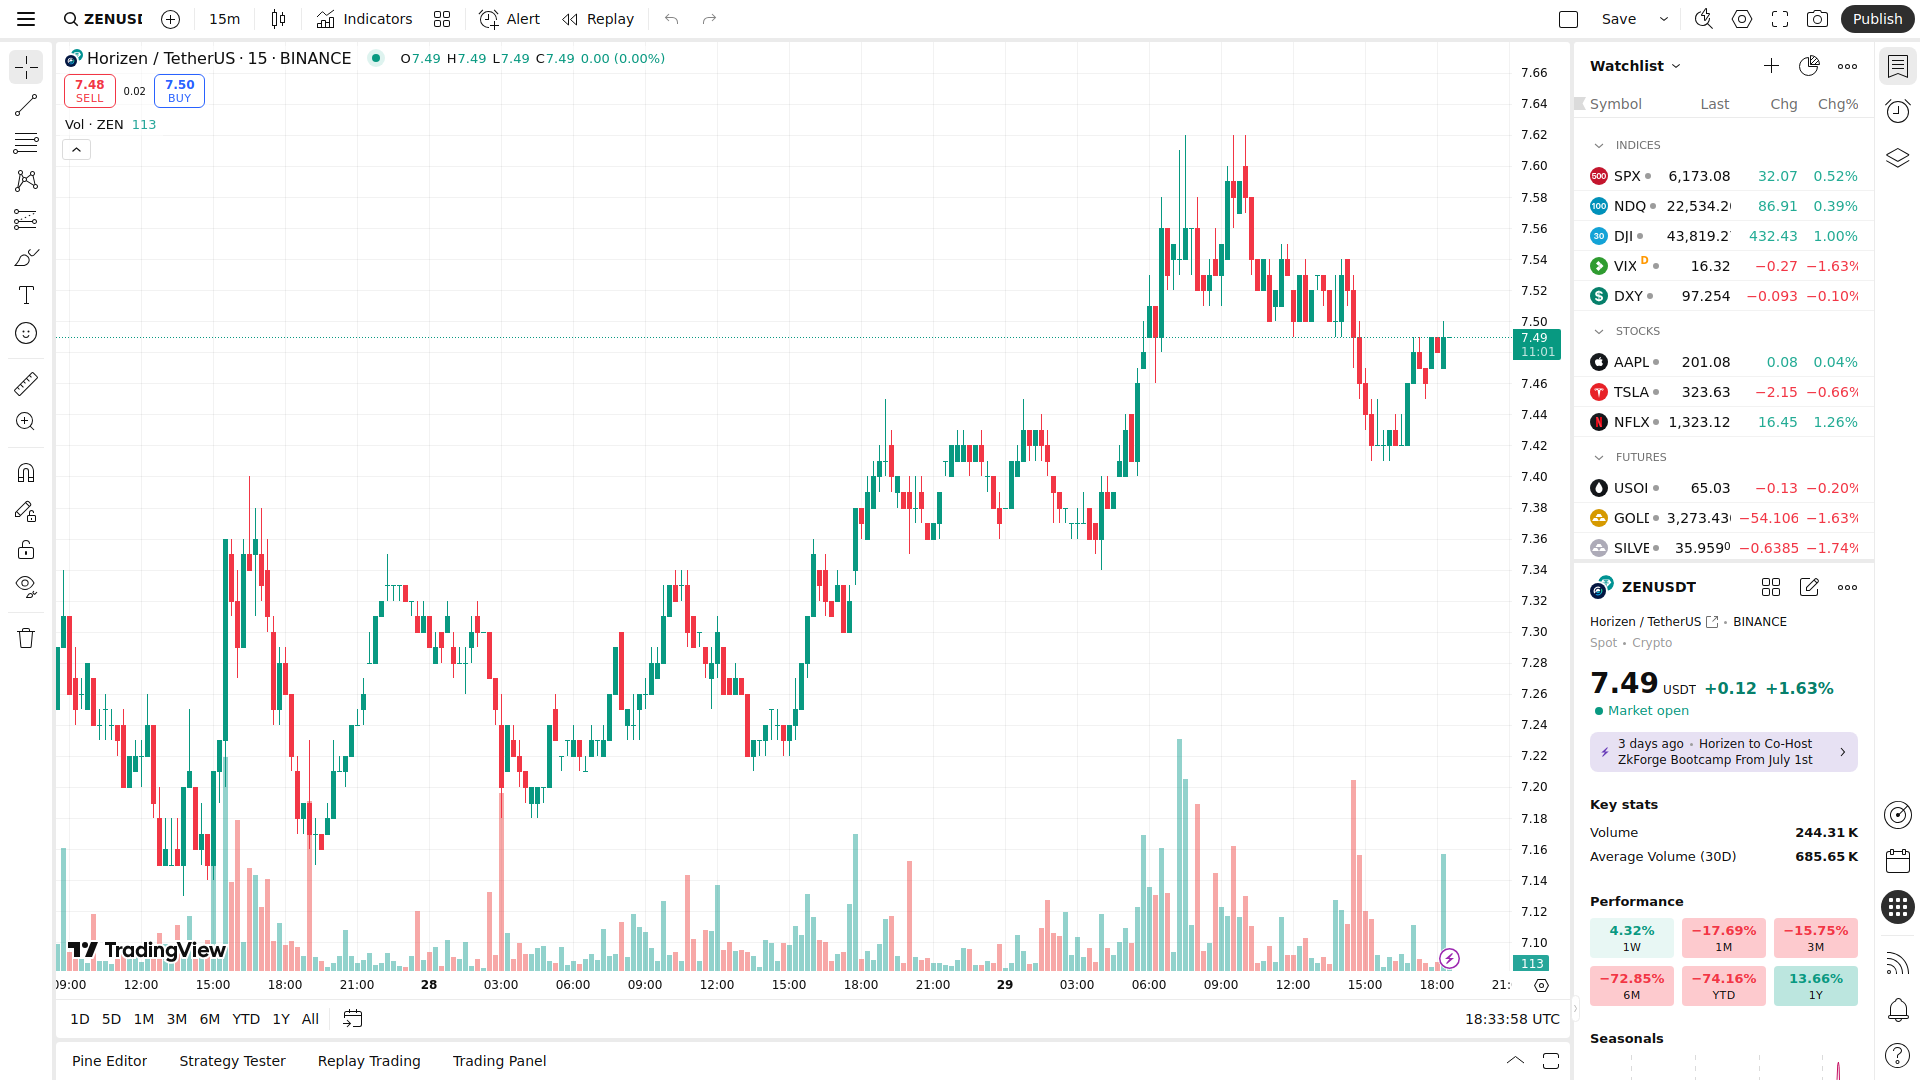 ZENUSD
15m
Indicators
Alert
Replay
Save
Publish
Horizen / TetherUS · 15 · BINANCE
O7.49 H7.49 L7.49 C7.49 0.00 (0.00%)
7.48
SELL
0.02
7.50
BUY
Vol · ZEN 113
7.66
7.64
7.62
7.60
7.58
7.56
7.54
7.52
7.50
7.49
11:01
7.46
7.44
7.42
7.40
7.38
7.36
7.34
7.32
7.30
7.28
7.26
7.24
7.22
7.20
7.18
7.16
7.14
7.12
7.10
113
TradingView
09:00 12:00 15:00 18:00 21:00 28 03:00 06:00 09:00 12:00 15:00 18:00 21:00 29 03:00 06:00 09:00 12:00 15:00 18:00 21:
1D 5D 1M 3M 6M YTD 1Y All
18:33:58 UTC
Pine Editor Strategy Tester Replay Trading Trading Panel
Watchlist
Symbol Last Chg Chg%
INDICES
500 SPX 6,173.08 32.07 0.52%
100 NDQ 22,534.2 86.91 0.39%
30 DJI 43,819.2 432.43 1.00%
VIX D 16.32 −0.27 −1.63%
DXY 97.254 −0.093 −0.10%
STOCKS
AAPL 201.08 0.08 0.04%
TSLA 323.63 −2.15 −0.66%
NFLX 1,323.12 16.45 1.26%
FUTURES
USOI 65.03 −0.13 −0.20%
GOLD 3,273.43 −54.106 −1.63%
SILVE 35.9590 −0.6385 −1.74%
ZENUSDT
Horizen / TetherUS • BINANCE
Spot • Crypto
7.49 USDT +0.12 +1.63%
Market open
3 days ago • Horizen to Co-Host
ZkForge Bootcamp From July 1st
Key stats
Volume 244.31 K
Average Volume (30D) 685.65 K
Performance
4.32%
1W
−17.69%
1M
−15.75%
3M
−72.85%
6M
−74.16%
YTD
13.66%
1Y
Seasonals